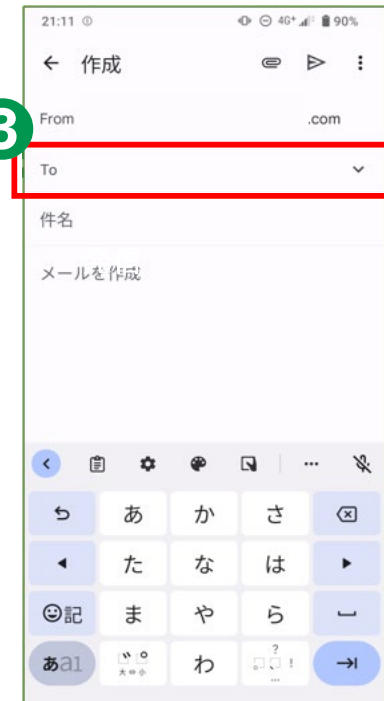 21:11 4G+ 90%
作成
3
From .com
To
件名
メールを作成
あ か さ
た な は
記 ま や ら
あa1 大⇔小 わ ? ! ...